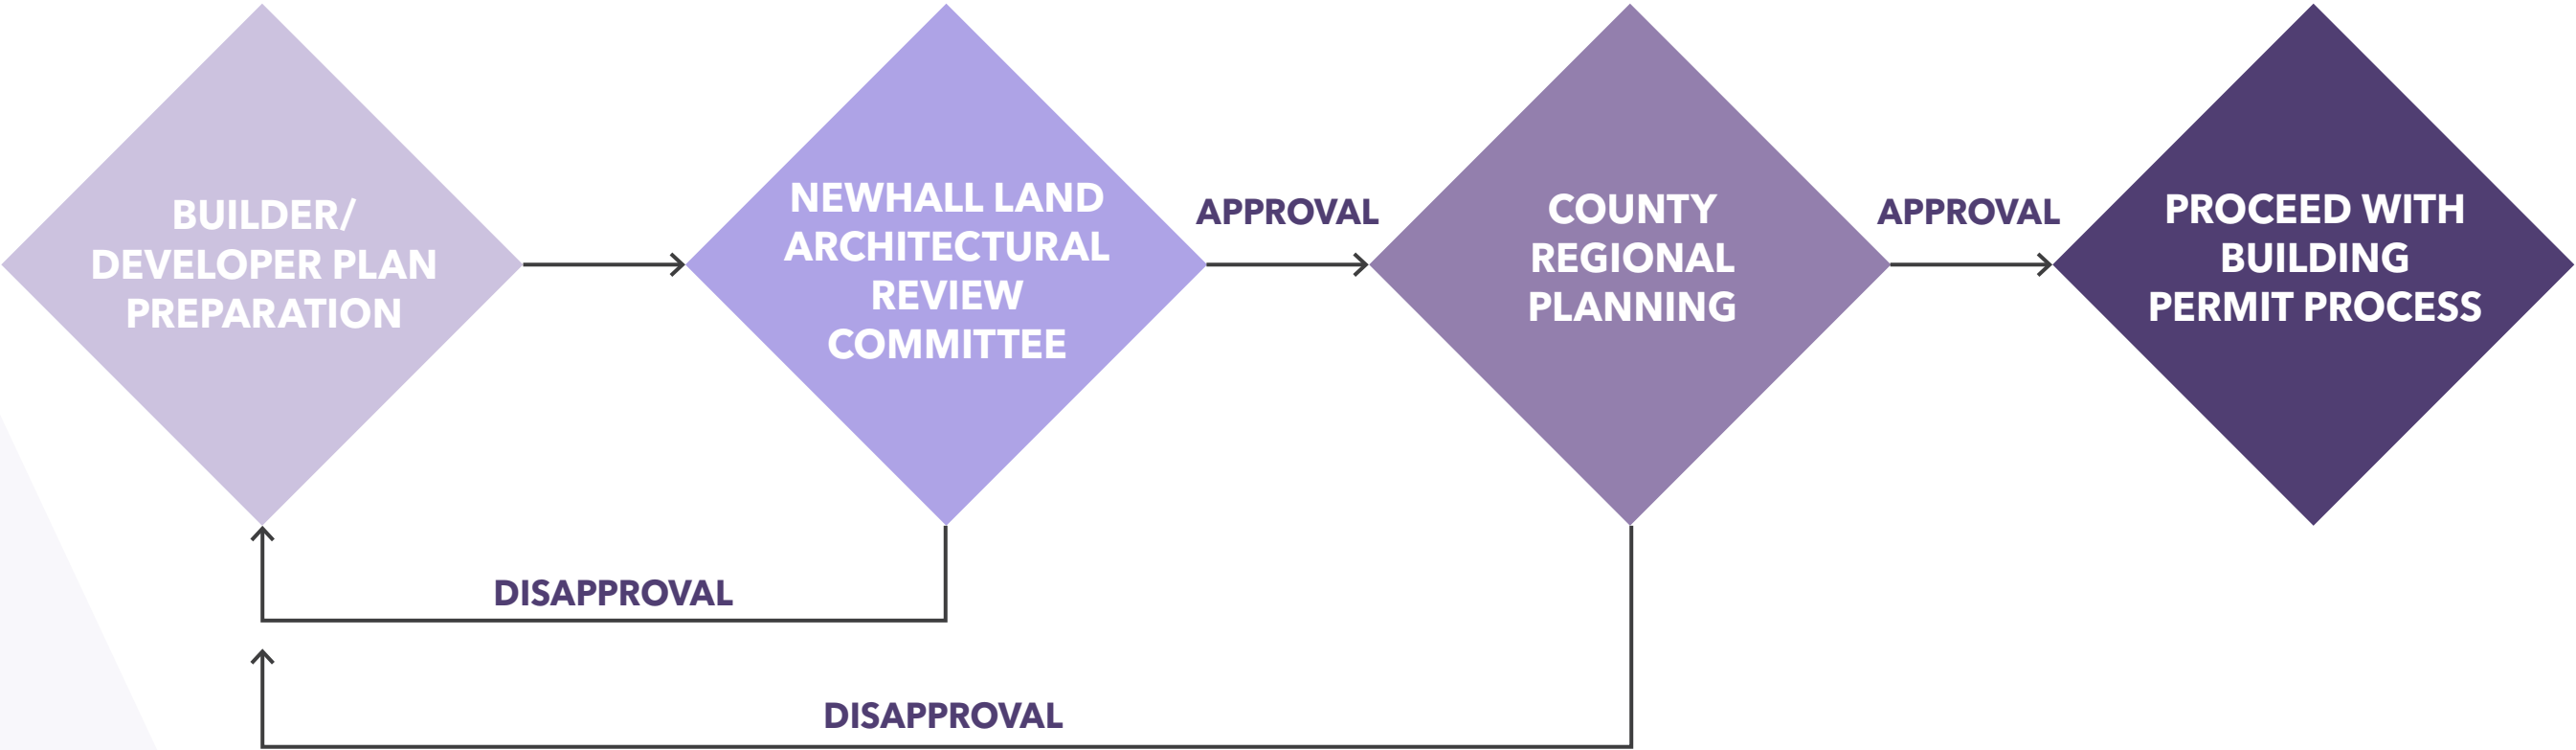 BUILDER/
DEVELOPER PLAN
PREPARATION
NEWHALL LAND
ARCHITECTURAL
REVIEW
COMMITTEE
APPROVAL
COUNTY
REGIONAL
PLANNING
APPROVAL
PROCEED WITH
BUILDING
PERMIT PROCESS
DISAPPROVAL
DISAPPROVAL